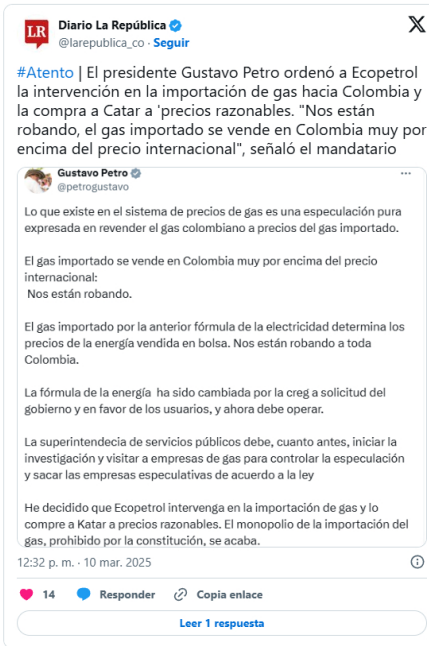 LR
Diario La República
@larepublica_co · Seguir
#Atento | El presidente Gustavo Petro ordenó a Ecopetrol
la intervención en la importación de gas hacia Colombia y
la compra a Catar a 'precios razonables. "Nos están
robando, el gas importado se vende en Colombia muy por
encima del precio internacional", señaló el mandatario
Gustavo Petro
@petrogustavo
Lo que existe en el sistema de precios de gas es una especulación pura
expresada en revender el gas colombiano a precios del gas importado.
El gas importado se vende en Colombia muy por encima del precio
internacional:
Nos están robando.
El gas importado por la anterior fórmula de la electricidad determina los
precios de la energía vendida en bolsa. Nos están robando a toda
Colombia.
La fórmula de la energía ha sido cambiada por la creg a solicitud del
gobierno y en favor de los usuarios, y ahora debe operar.
La superintendecia de servicios públicos debe, cuanto antes, iniciar la
investigación y visitar a empresas de gas para controlar la especulación
y sacar las empresas especulativas de acuerdo a la ley
He decidido que Ecopetrol intervenga en la importación de gas y lo
compre a Katar a precios razonables. El monopolio de la importación del
gas, prohibido por la constitución, se acaba.
12:32 p. m. · 10 mar. 2025
14 Responder Copia enlace
Leer 1 respuesta